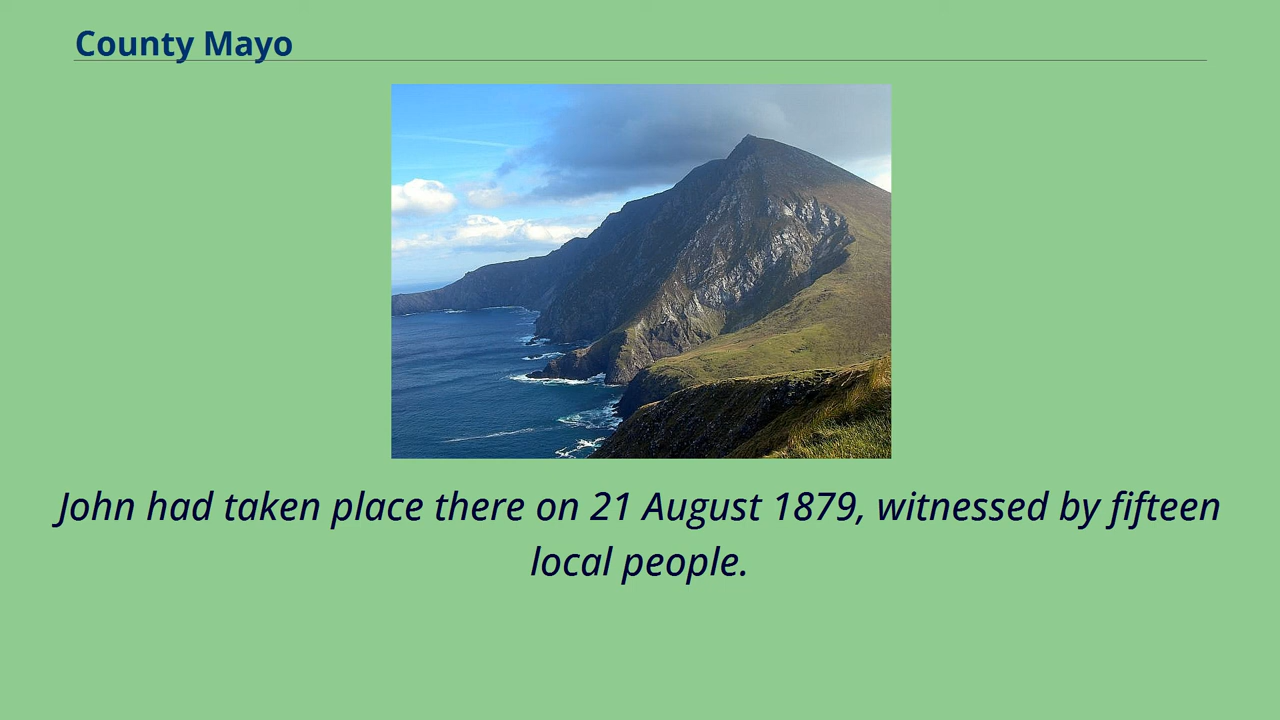 County Mayo
John had taken place there on 21 August 1879, witnessed by fifteen
local people.